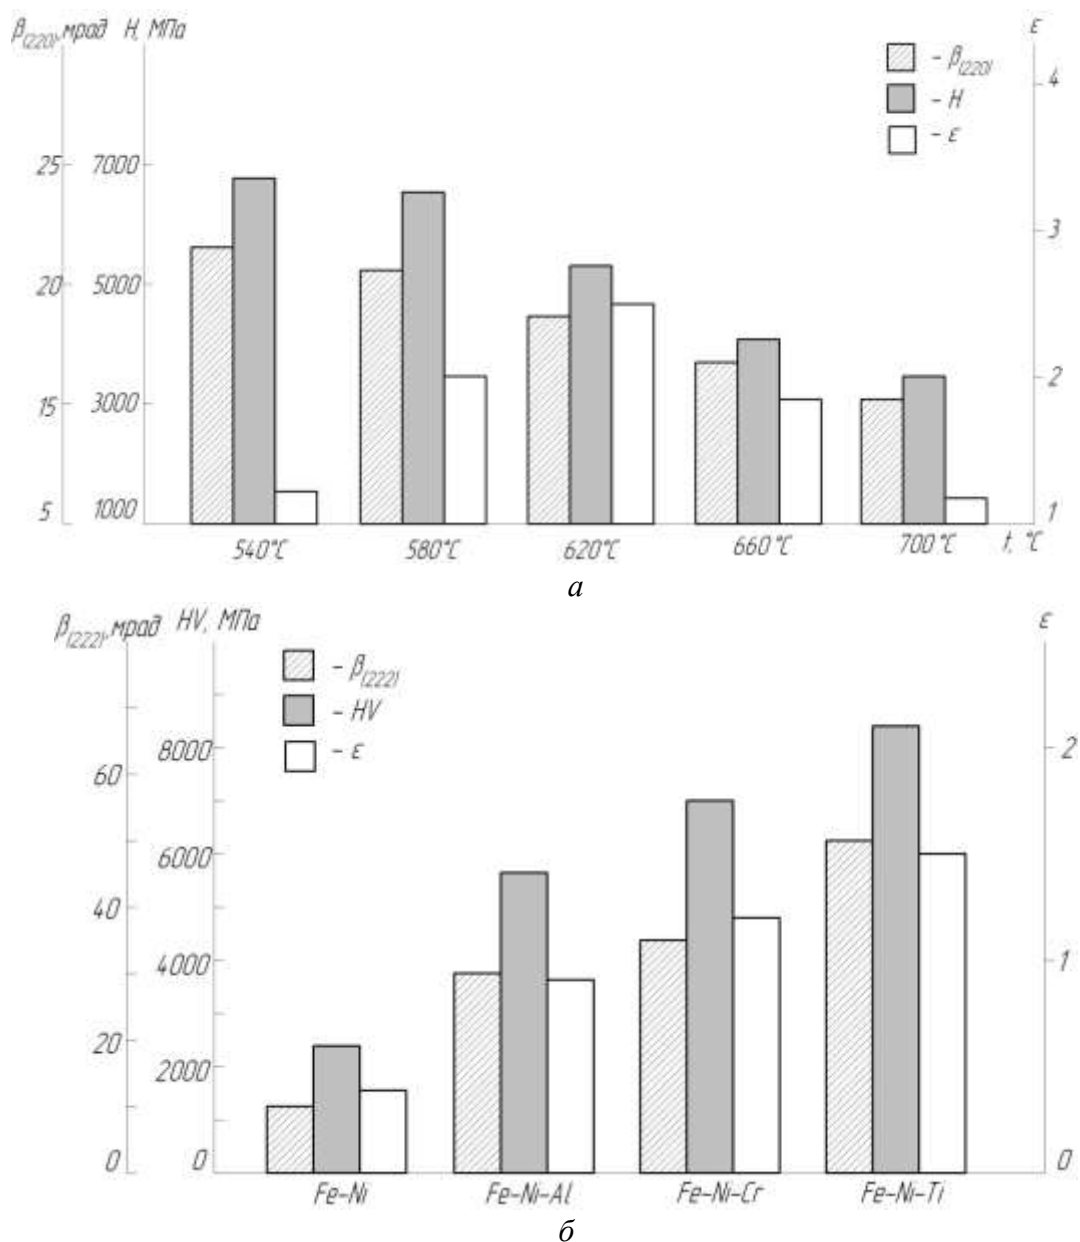 β(220), мрад H, МПа ε
- β(220)
- H
- ε
4
25 7000
3
20 5000
2
15 3000
5 1000 1
540°C 580°C 620°C 660°C 700°C t, °C
а
β(222), мрад HV, МПа ε
- β(222)
- HV
- ε
8000 2
60
6000
40
4000 1
20
2000
0 0 0
Fe-Ni Fe-Ni-Al Fe-Ni-Cr Fe-Ni-Ti
б